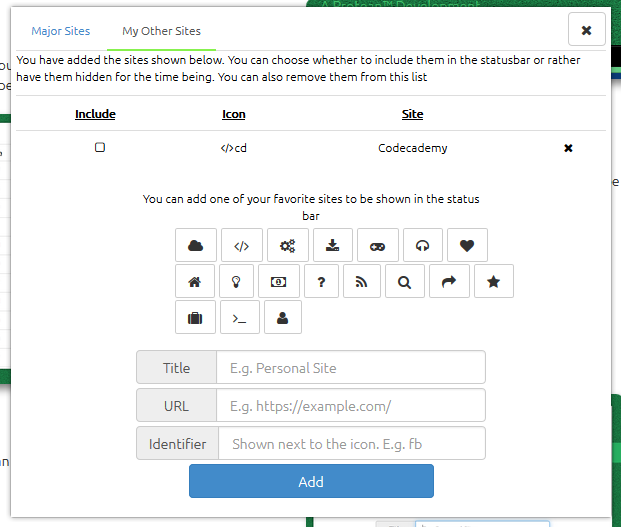 A Protean™ Development
Major Sites
My Other Sites
You have added the sites shown below. You can choose whether to include them in the statusbar or rather
have them hidden for the time being. You can also remove them from this list
Include Icon Site
</>cd Codecademy
You can add one of your favorite sites to be shown in the status
bar
Title E.g. Personal Site
URL E.g. https://example.com/
Identifier Shown next to the icon. E.g. fb
Add